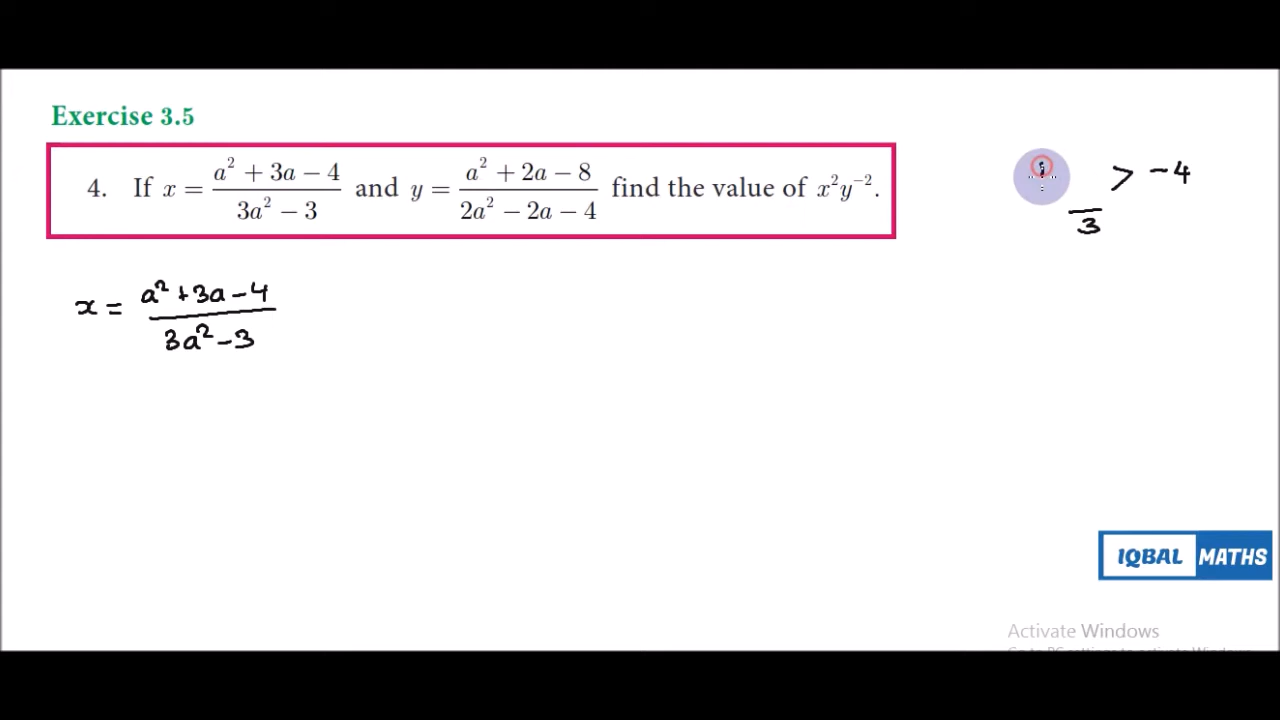 Exercise 3.5
4. If x = (a² + 3a − 4)/(3a² − 3) and y = (a² + 2a − 8)/(2a² − 2a − 4) find the value of x²y⁻².
> −4
3
x = (a² + 3a − 4)/(3a² − 3)
IQBAL MATHS
Activate Windows